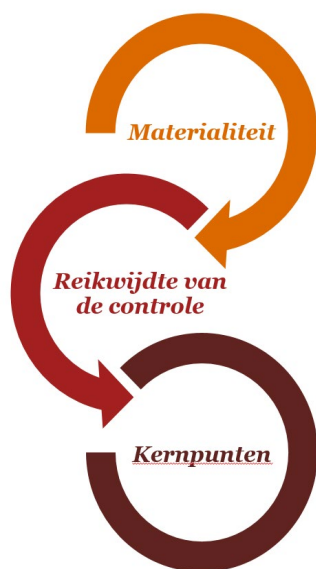 Materialiteit
Reikwijdte van
de controle
Kernpunten